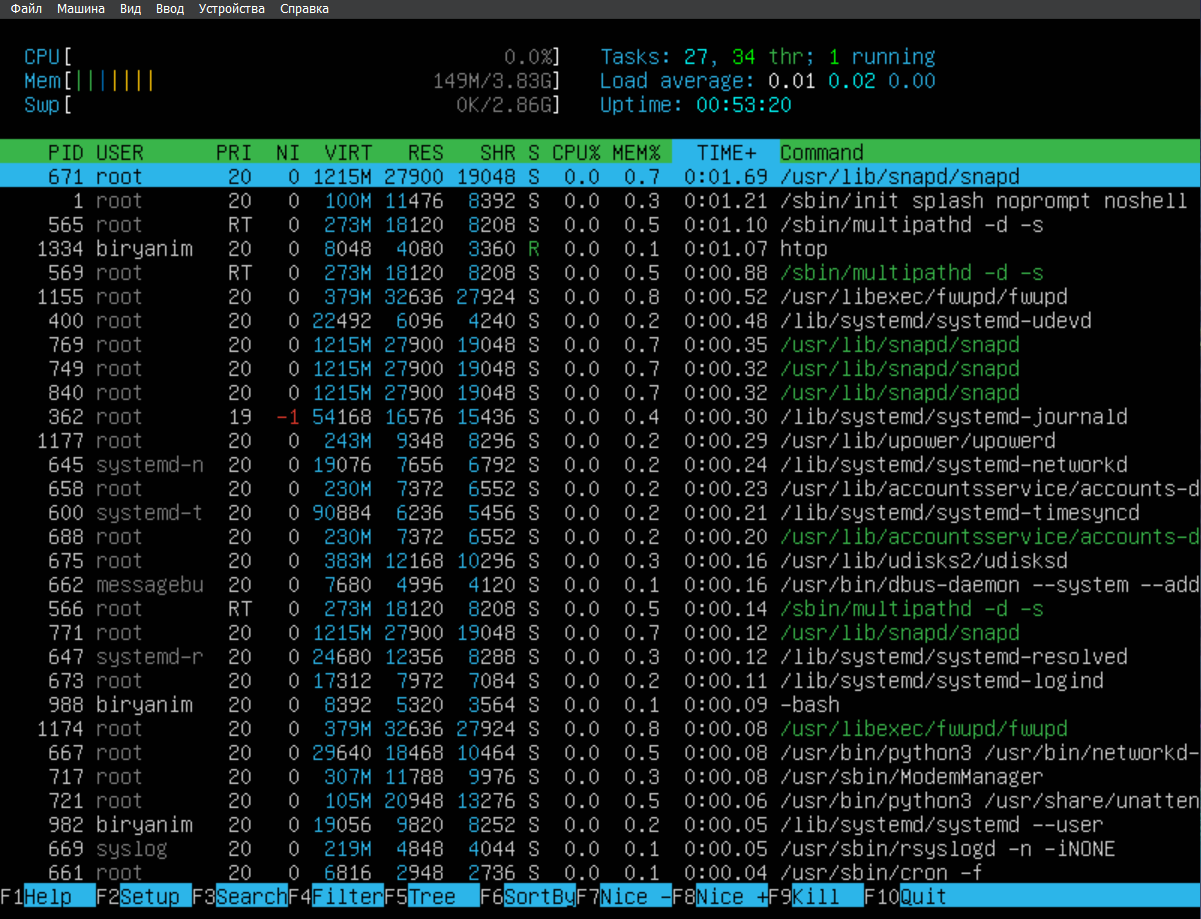 Файл Машина Вид Ввод Устройства Справка
CPU[ 0.0%] Tasks: 27, 34 thr; 1 running
Mem[|||||||| 149M/3.83G] Load average: 0.01 0.02 0.00
Swp[ 0K/2.86G] Uptime: 00:53:20
PID USER PRI NI VIRT RES SHR S CPU% MEM% TIME+ Command
671 root 20 0 1215M 27900 19048 S 0.0 0.7 0:01.69 /usr/lib/snapd/snapd
1 root 20 0 100M 11476 8392 S 0.0 0.3 0:01.21 /sbin/init splash noprompt noshell
565 root RT 0 273M 18120 8208 S 0.0 0.5 0:01.10 /sbin/multipathd -d -s
1334 biryanim 20 0 8048 4080 3360 R 0.0 0.1 0:01.07 htop
569 root RT 0 273M 18120 8208 S 0.0 0.5 0:00.88 /sbin/multipathd -d -s
1155 root 20 0 379M 32636 27924 S 0.0 0.8 0:00.52 /usr/libexec/fwupd/fwupd
400 root 20 0 22492 6096 4240 S 0.0 0.2 0:00.48 /lib/systemd/systemd-udevd
769 root 20 0 1215M 27900 19048 S 0.0 0.7 0:00.35 /usr/lib/snapd/snapd
749 root 20 0 1215M 27900 19048 S 0.0 0.7 0:00.32 /usr/lib/snapd/snapd
840 root 20 0 1215M 27900 19048 S 0.0 0.7 0:00.32 /usr/lib/snapd/snapd
362 root 19 -1 54168 16576 15436 S 0.0 0.4 0:00.30 /lib/systemd/systemd-journald
1177 root 20 0 243M 9348 8296 S 0.0 0.2 0:00.29 /usr/lib/upower/upowerd
645 systemd-n 20 0 19076 7656 6792 S 0.0 0.2 0:00.24 /lib/systemd/systemd-networkd
658 root 20 0 230M 7372 6552 S 0.0 0.2 0:00.23 /usr/lib/accountsservice/accounts-d
600 systemd-t 20 0 90884 6236 5456 S 0.0 0.2 0:00.21 /lib/systemd/systemd-timesyncd
688 root 20 0 230M 7372 6552 S 0.0 0.2 0:00.20 /usr/lib/accountsservice/accounts-d
675 root 20 0 383M 12168 10296 S 0.0 0.3 0:00.16 /usr/lib/udisks2/udisksd
662 messagebu 20 0 7680 4996 4120 S 0.0 0.1 0:00.16 /usr/bin/dbus-daemon --system --add
566 root RT 0 273M 18120 8208 S 0.0 0.5 0:00.14 /sbin/multipathd -d -s
771 root 20 0 1215M 27900 19048 S 0.0 0.7 0:00.12 /usr/lib/snapd/snapd
647 systemd-r 20 0 24680 12356 8288 S 0.0 0.3 0:00.12 /lib/systemd/systemd-resolved
673 root 20 0 17312 7972 7084 S 0.0 0.2 0:00.11 /lib/systemd/systemd-logind
988 biryanim 20 0 8392 5320 3564 S 0.0 0.1 0:00.09 -bash
1174 root 20 0 379M 32636 27924 S 0.0 0.8 0:00.08 /usr/libexec/fwupd/fwupd
667 root 20 0 29640 18468 10464 S 0.0 0.5 0:00.08 /usr/bin/python3 /usr/bin/networkd-
717 root 20 0 307M 11788 9976 S 0.0 0.3 0:00.08 /usr/sbin/ModemManager
721 root 20 0 105M 20948 13276 S 0.0 0.5 0:00.06 /usr/bin/python3 /usr/share/unatten
982 biryanim 20 0 19056 9820 8252 S 0.0 0.2 0:00.05 /lib/systemd/systemd --user
669 syslog 20 0 219M 4848 4044 S 0.0 0.1 0:00.05 /usr/sbin/rsyslogd -n -iNONE
661 root 20 0 6816 2948 2736 S 0.0 0.1 0:00.04 /usr/sbin/cron -f
F1Help F2Setup F3SearchF4FilterF5Tree F6SortByF7Nice -F8Nice +F9Kill F10Quit